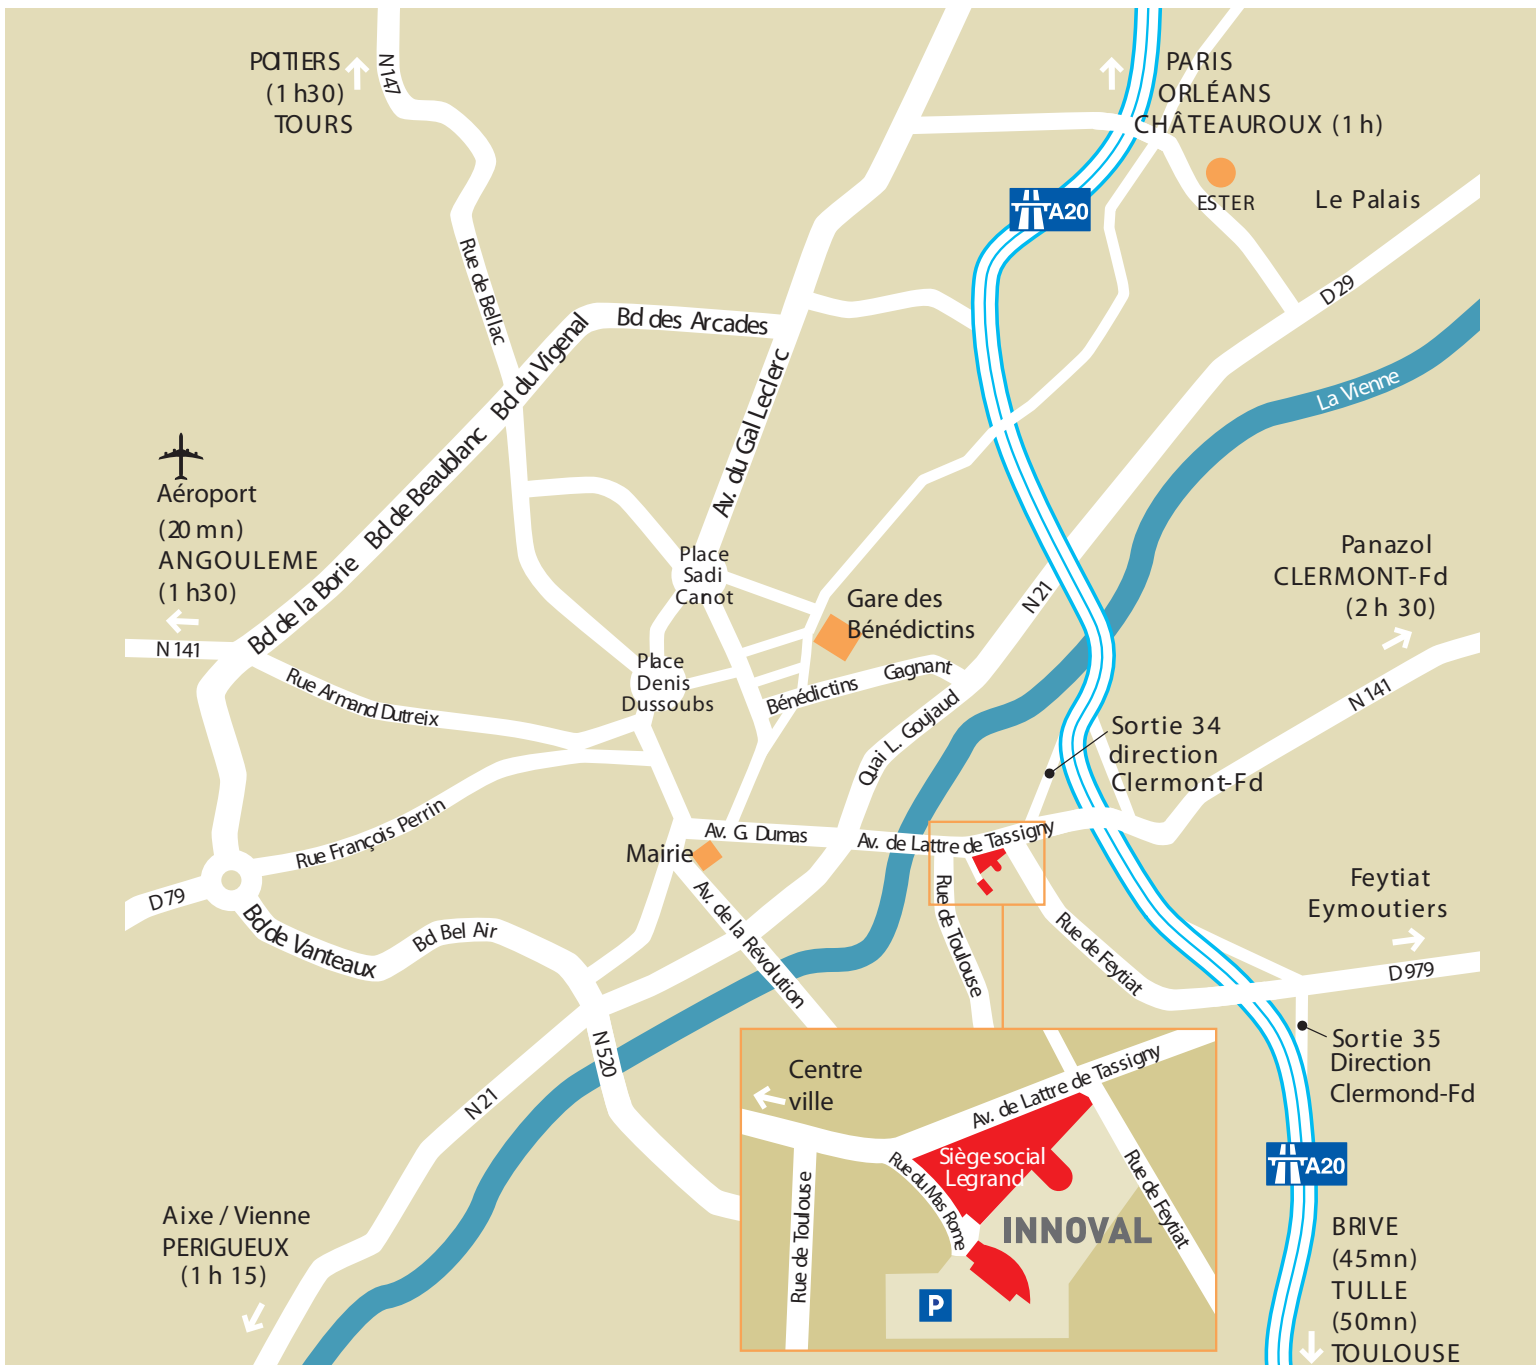 POITIERS
(1 h30)
TOURS
N147
PARIS
ORLÉANS
CHÂTEAUROUX (1 h)
ESTER
Le Palais
A20
D29
Rue de Bellac
Bd des Arcades
Bd du Vigenal
Bd de Beaublanc
Bd de la Borie
Av. du Gal Leclerc
La Vienne
Aéroport
(20 mn)
ANGOULEME
(1 h30)
N 141
Place
Sadi
Canot
Gare des
Bénédictins
N 21
Panazol
CLERMONT-Fd
(2 h 30)
N 141
Rue Armand Dutreix
Place
Denis
Dussoubs
Bénédictins
Gagnant
Quai L. Goujaud
Sortie 34
direction
Clermont-Fd
Rue François Perrin
Av. G. Dumas
Av. de Lattre de Tassigny
Mairie
D79
Bd de Vanteaux
Bd Bel Air
Av. de la Révolution
Rue de Toulouse
Rue de Feytiat
Feytiat
Eymoutiers
D979
Sortie 35
Direction
Clermond-Fd
N 520
N 21
Centre
ville
Av. de Lattre de Tassigny
Siège social
Legrand
Rue du Mas Rome
Rue de Toulouse
Rue de Feytiat
INNOVAL
P
A20
Aixe / Vienne
PERIGUEUX
(1 h 15)
BRIVE
(45mn)
TULLE
(50mn)
TOULOUSE